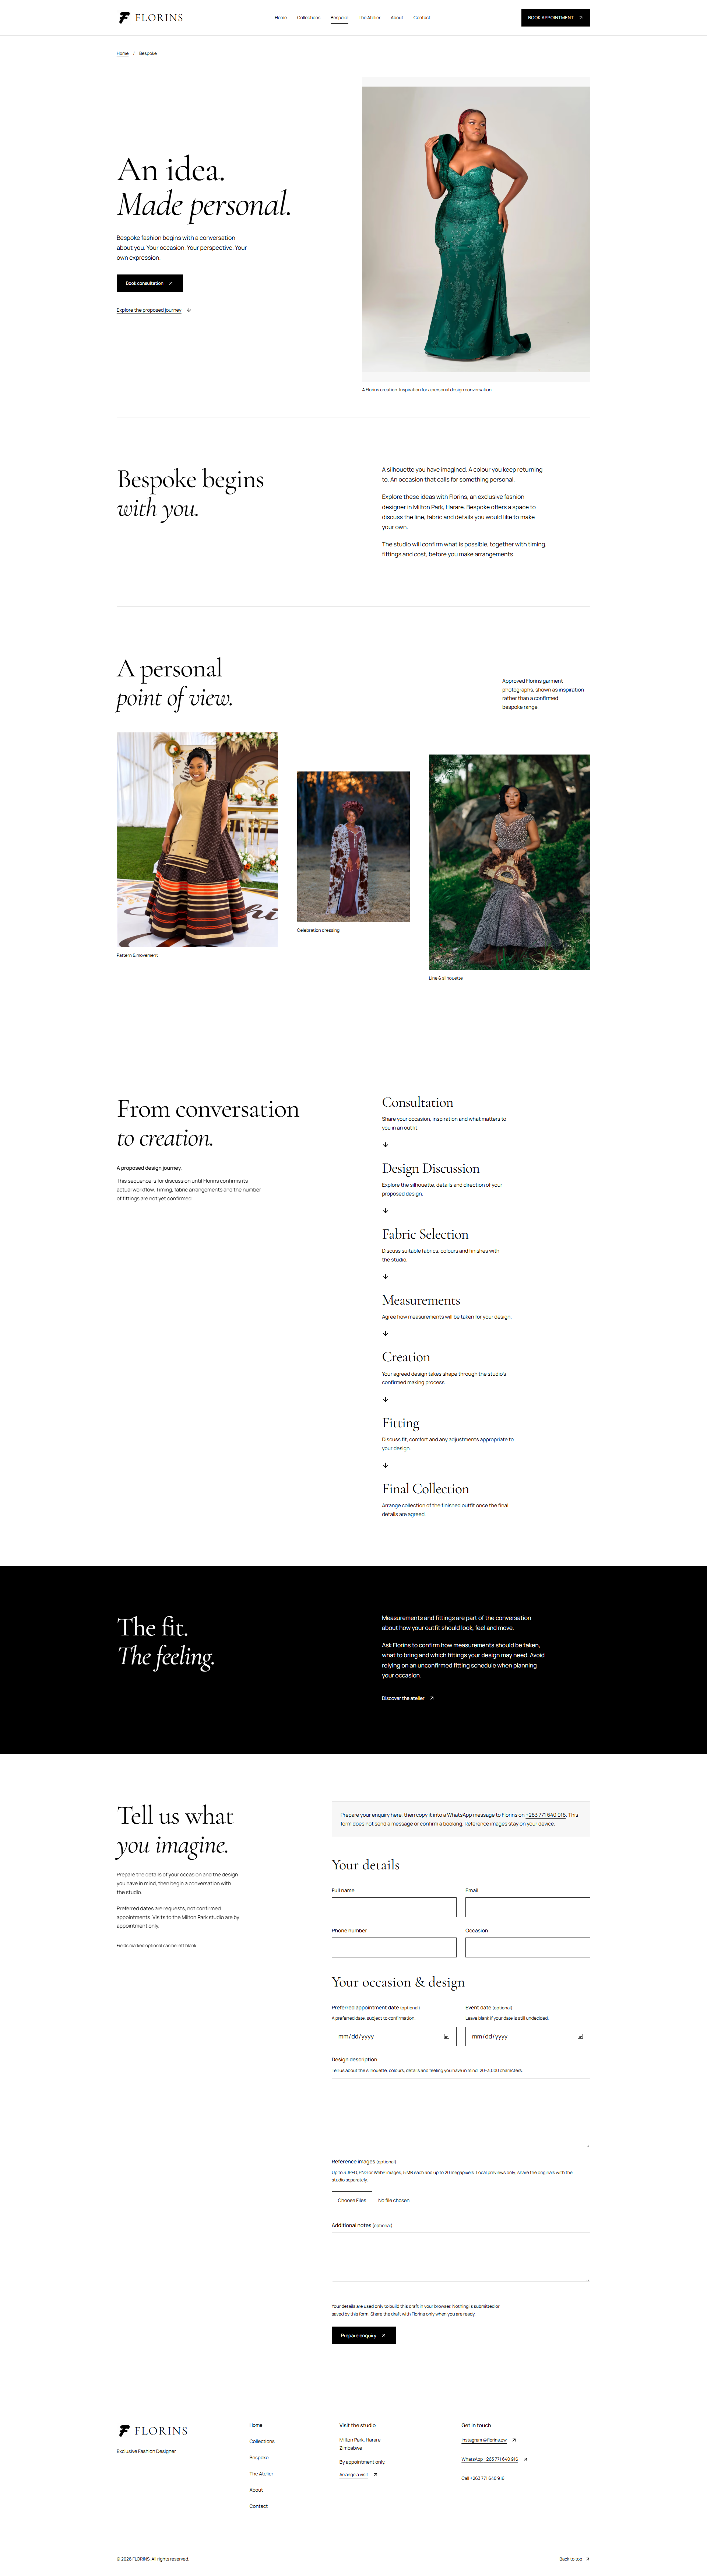 FLORINS
Home
Collections
Bespoke
The Atelier
About
Contact
BOOK APPOINTMENT
Home / Bespoke
An idea.
Made personal.
Bespoke fashion begins with a conversation
about you. Your occasion. Your perspective. Your
own expression.
Book consultation
Explore the proposed journey
A Florins creation. Inspiration for a personal design conversation.
Bespoke begins
with you.
A silhouette you have imagined. A colour you keep returning
to. An occasion that calls for something personal.
Explore these ideas with Florins, an exclusive fashion
designer in Milton Park, Harare. Bespoke offers a space to
discuss the line, fabric and details you would like to make
your own.
The studio will confirm what is possible, together with timing,
fittings and cost, before you make arrangements.
A personal
point of view.
Approved Florins garment
photographs, shown as inspiration
rather than a confirmed
bespoke range.
Pattern & movement
Celebration dressing
Line & silhouette
From conversation
to creation.
A proposed design journey.
This sequence is for discussion until Florins confirms its
actual workflow. Timing, fabric arrangements and the number
of fittings are not yet confirmed.
Consultation
Share your occasion, inspiration and what matters to
you in an outfit.
Design Discussion
Explore the silhouette, details and direction of your
proposed design.
Fabric Selection
Discuss suitable fabrics, colours and finishes with
the studio.
Measurements
Agree how measurements will be taken for your design.
Creation
Your agreed design takes shape through the studio's
confirmed making process.
Fitting
Discuss fit, comfort and any adjustments appropriate to
your design.
Final Collection
Arrange collection of the finished outfit once the final
details are agreed.
The fit.
The feeling.
Measurements and fittings are part of the conversation
about how your outfit should look, feel and move.
Ask Florins to confirm how measurements should be taken,
what to bring and which fittings your design may need. Avoid
relying on an unconfirmed fitting schedule when planning
your occasion.
Discover the atelier
Tell us what
you imagine.
Prepare the details of your occasion and the design
you have in mind, then begin a conversation with
the studio.
Preferred dates are requests, not confirmed
appointments. Visits to the Milton Park studio are by
appointment only.
Fields marked optional can be left blank.
Prepare your enquiry here, then copy it into a WhatsApp message to Florins on +263 771 640 916. This
form does not send a message or confirm a booking. Reference images stay on your device.
Your details
Full name
Email
Phone number
Occasion
Your occasion & design
Preferred appointment date (optional)
A preferred date, subject to confirmation.
mm/dd/yyyy
Event date (optional)
Leave blank if your date is still undecided.
mm/dd/yyyy
Design description
Tell us about the silhouette, colours, details and feeling you have in mind. 20–3,000 characters.
Reference images (optional)
Up to 3 JPEG, PNG or WebP images, 5 MB each and up to 20 megapixels. Local previews only; share the originals with the
studio separately.
Choose Files No file chosen
Additional notes (optional)
Your details are used only to build this draft in your browser. Nothing is submitted or
saved by this form. Share the draft with Florins only when you are ready.
Prepare enquiry
FLORINS
Exclusive Fashion Designer
Home
Collections
Bespoke
The Atelier
About
Contact
Visit the studio
Milton Park, Harare
Zimbabwe
By appointment only.
Arrange a visit
Get in touch
Instagram @florins.zw
WhatsApp +263 771 640 916
Call +263 771 640 916
© 2026 FLORINS. All rights reserved.
Back to top